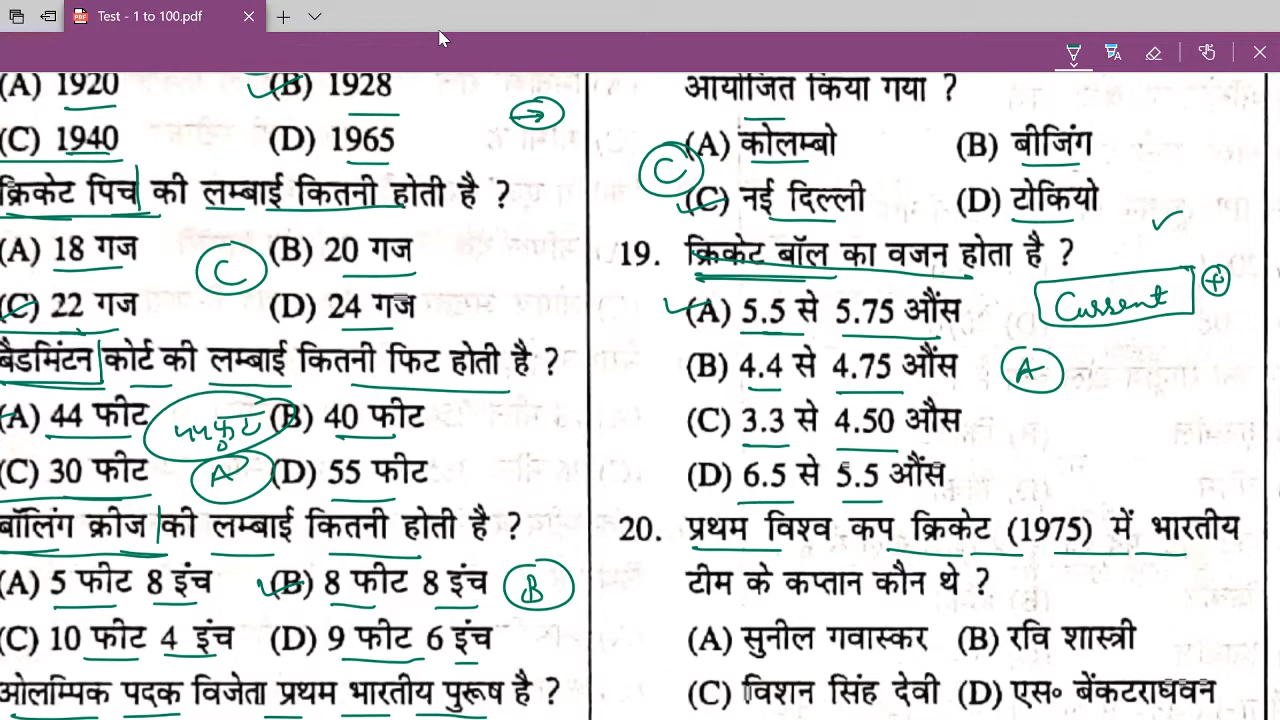 Test - 1 to 100.pdf
(A) 1920 (B) 1928
(C) 1940 (D) 1965
क्रिकेट पिच की लम्बाई कितनी होती है ?
(A) 18 गज (B) 20 गज
C
(C) 22 गज (D) 24 गज
बैडमिंटन कोर्ट की लम्बाई कितनी फिट होती है ?
(A) 44 फीट (B) 40 फीट
(C) 30 फीट (D) 55 फीट
A
बॉलिंग क्रीज की लम्बाई कितनी होती है ?
(A) 5 फीट 8 इंच (B) 8 फीट 8 इंच
B
(C) 10 फीट 4 इंच (D) 9 फीट 6 इंच
ओलम्पिक पदक विजेता प्रथम भारतीय पुरूष है ?
आयोजित किया गया ?
(A) कोलम्बो (B) बीजिंग
C
(C) नई दिल्ली (D) टोकियो
19. क्रिकेट बॉल का वजन होता है ?
Current
(A) 5.5 से 5.75 औंस
(B) 4.4 से 4.75 औंस
A
(C) 3.3 से 4.50 औस
(D) 6.5 से 5.5 औंस
20. प्रथम विश्व कप क्रिकेट (1975) में भारतीय
टीम के कप्तान कौन थे ?
(A) सुनील गवास्कर (B) रवि शास्त्री
(C) विशन सिंह देवी (D) एस० बेंकटराधवन